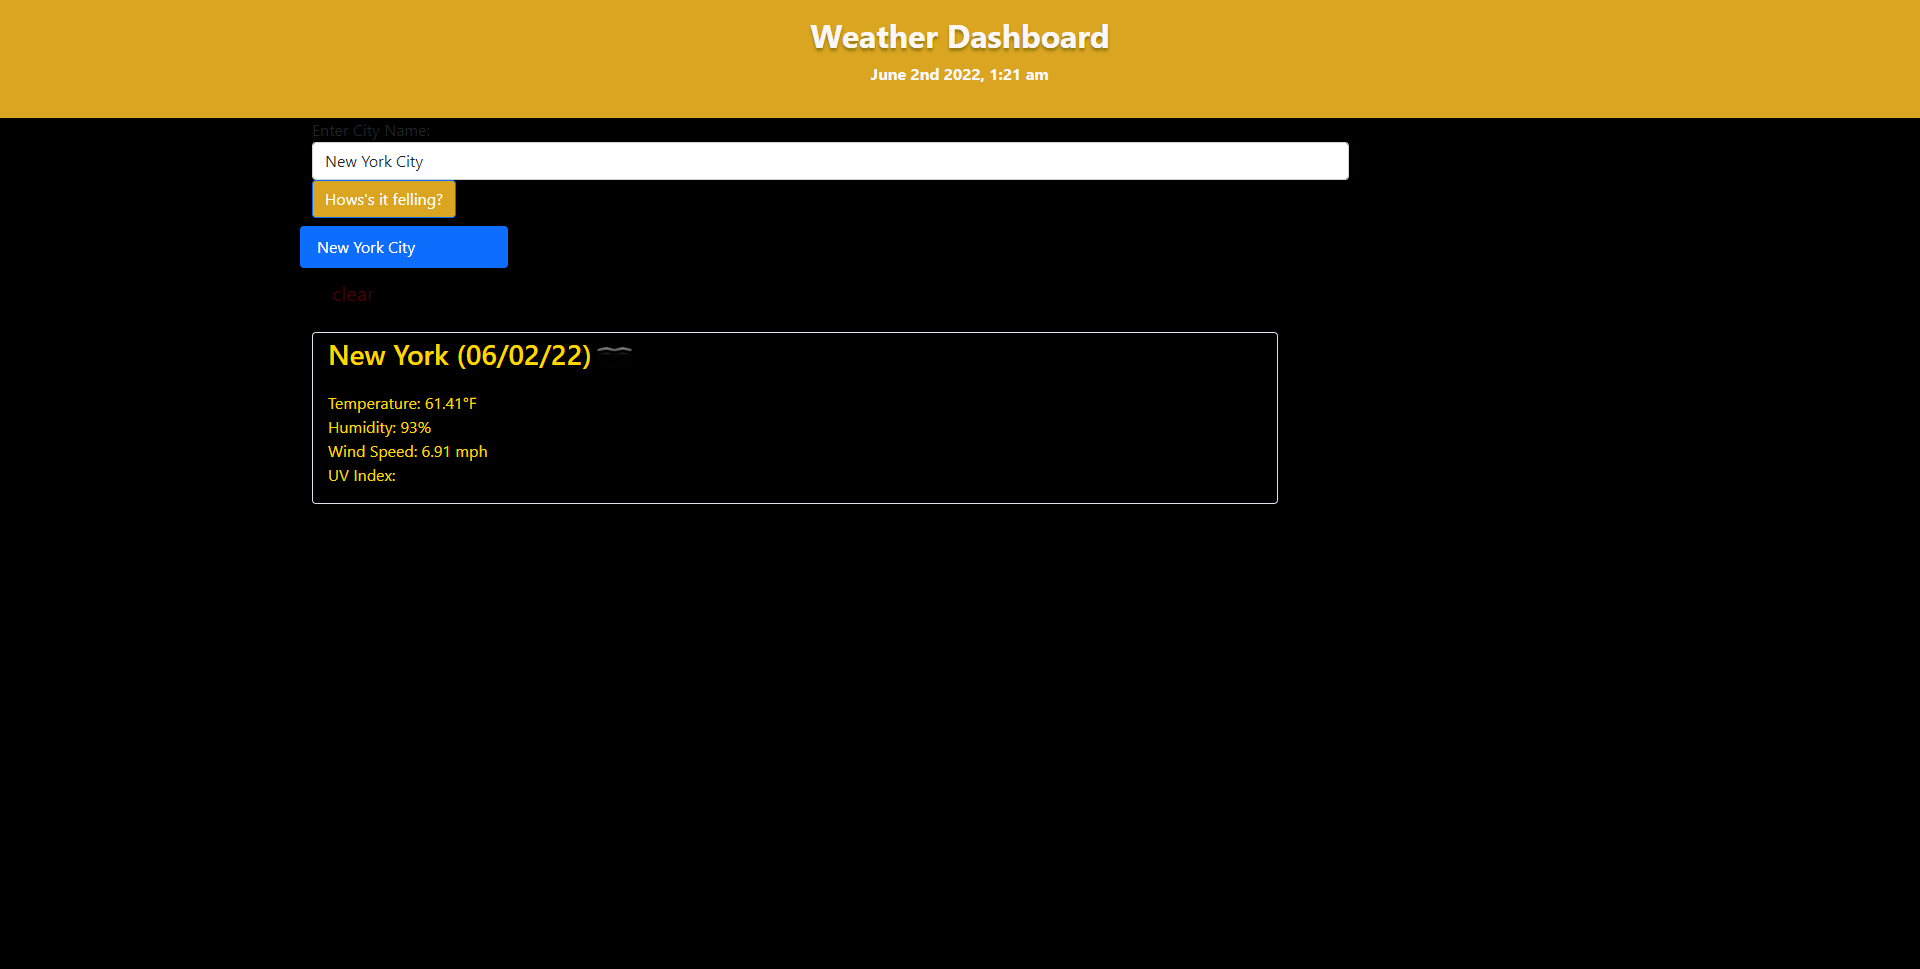 Weather Dashboard
June 2nd 2022, 1:21 am
Enter City Name:
New York City
Hows's it felling?
New York City
clear
New York (06/02/22)
Temperature: 61.41°F
Humidity: 93%
Wind Speed: 6.91 mph
UV Index: